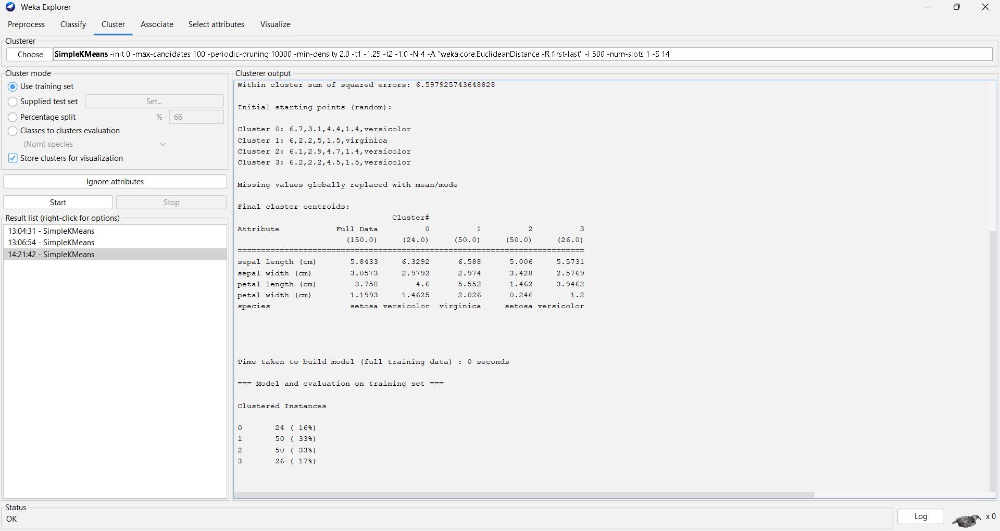 Weka Explorer
Preprocess Classify Cluster Associate Select attributes Visualize
Clusterer
Choose SimpleKMeans -init 0 -max-candidates 100 -periodic-pruning 10000 -min-density 2.0 -t1 -1.25 -t2 -1.0 -N 4 -A "weka.core.EuclideanDistance -R first-last" -I 500 -num-slots 1 -S 14
Cluster mode
Use training set
Supplied test set Set...
Percentage split % 66
Classes to clusters evaluation
(Nom) species
Store clusters for visualization
Ignore attributes
Start Stop
Result list (right-click for options)
13:04:31 - SimpleKMeans
13:06:54 - SimpleKMeans
14:21:42 - SimpleKMeans
Clusterer output
Within cluster sum of squared errors: 6.597925743648828
Initial starting points (random):
Cluster 0: 6.7,3.1,4.4,1.4,versicolor
Cluster 1: 6,2.2,5,1.5,virginica
Cluster 2: 6.1,2.9,4.7,1.4,versicolor
Cluster 3: 6.2,2.2,4.5,1.5,versicolor
Missing values globally replaced with mean/mode
Final cluster centroids:
Cluster#
Attribute Full Data 0 1 2 3
(150.0) (24.0) (50.0) (50.0) (26.0)
==========================================================================
sepal length (cm) 5.8433 6.3292 6.588 5.006 5.5731
sepal width (cm) 3.0573 2.9792 2.974 3.428 2.5769
petal length (cm) 3.758 4.6 5.552 1.462 3.9462
petal width (cm) 1.1993 1.4625 2.026 0.246 1.2
species setosa versicolor virginica setosa versicolor
Time taken to build model (full training data) : 0 seconds
=== Model and evaluation on training set ===
Clustered Instances
0 24 ( 16%)
1 50 ( 33%)
2 50 ( 33%)
3 26 ( 17%)
Status
OK
Log x 0